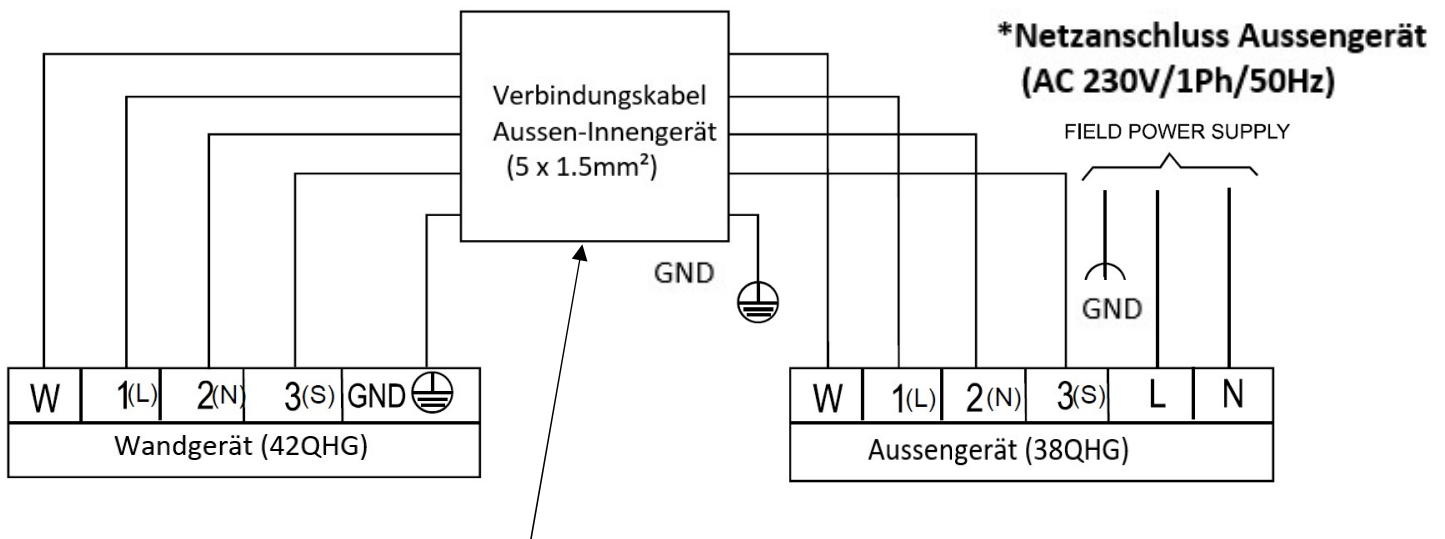 *Netzanschluss Aussengerät
(AC 230V/1Ph/50Hz)
FIELD POWER SUPPLY
Verbindungskabel
Aussen-Innengerät
(5 x 1.5mm²)
GND
GND
W 1(L) 2(N) 3(S) GND
Wandgerät (42QHG)
W 1(L) 2(N) 3(S) L N
Aussengerät (38QHG)